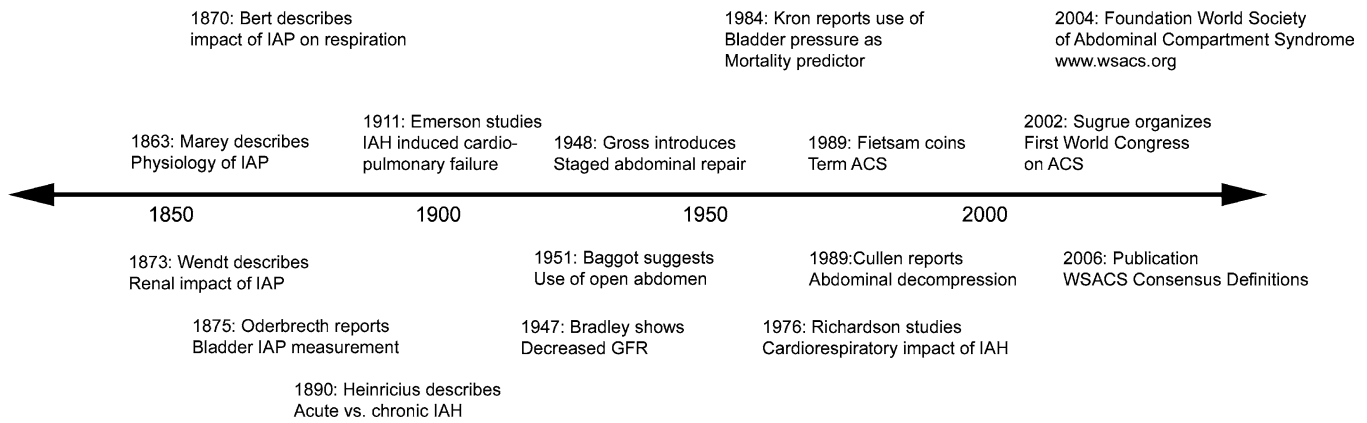 1870: Bert describes
impact of IAP on respiration
1984: Kron reports use of
Bladder pressure as
Mortality predictor
2004: Foundation World Society
of Abdominal Compartment Syndrome
www.wsacs.org
1863: Marey describes
Physiology of IAP
1911: Emerson studies
IAH induced cardio-
pulmonary failure
1948: Gross introduces
Staged abdominal repair
1989: Fietsam coins
Term ACS
2002: Sugrue organizes
First World Congress
on ACS
1850
1900
1950
2000
1873: Wendt describes
Renal impact of IAP
1951: Baggot suggests
Use of open abdomen
1989:Cullen reports
Abdominal decompression
2006: Publication
WSACS Consensus Definitions
1875: Oderbrecth reports
Bladder IAP measurement
1947: Bradley shows
Decreased GFR
1976: Richardson studies
Cardiorespiratory impact of IAH
1890: Heinricius describes
Acute vs. chronic IAH